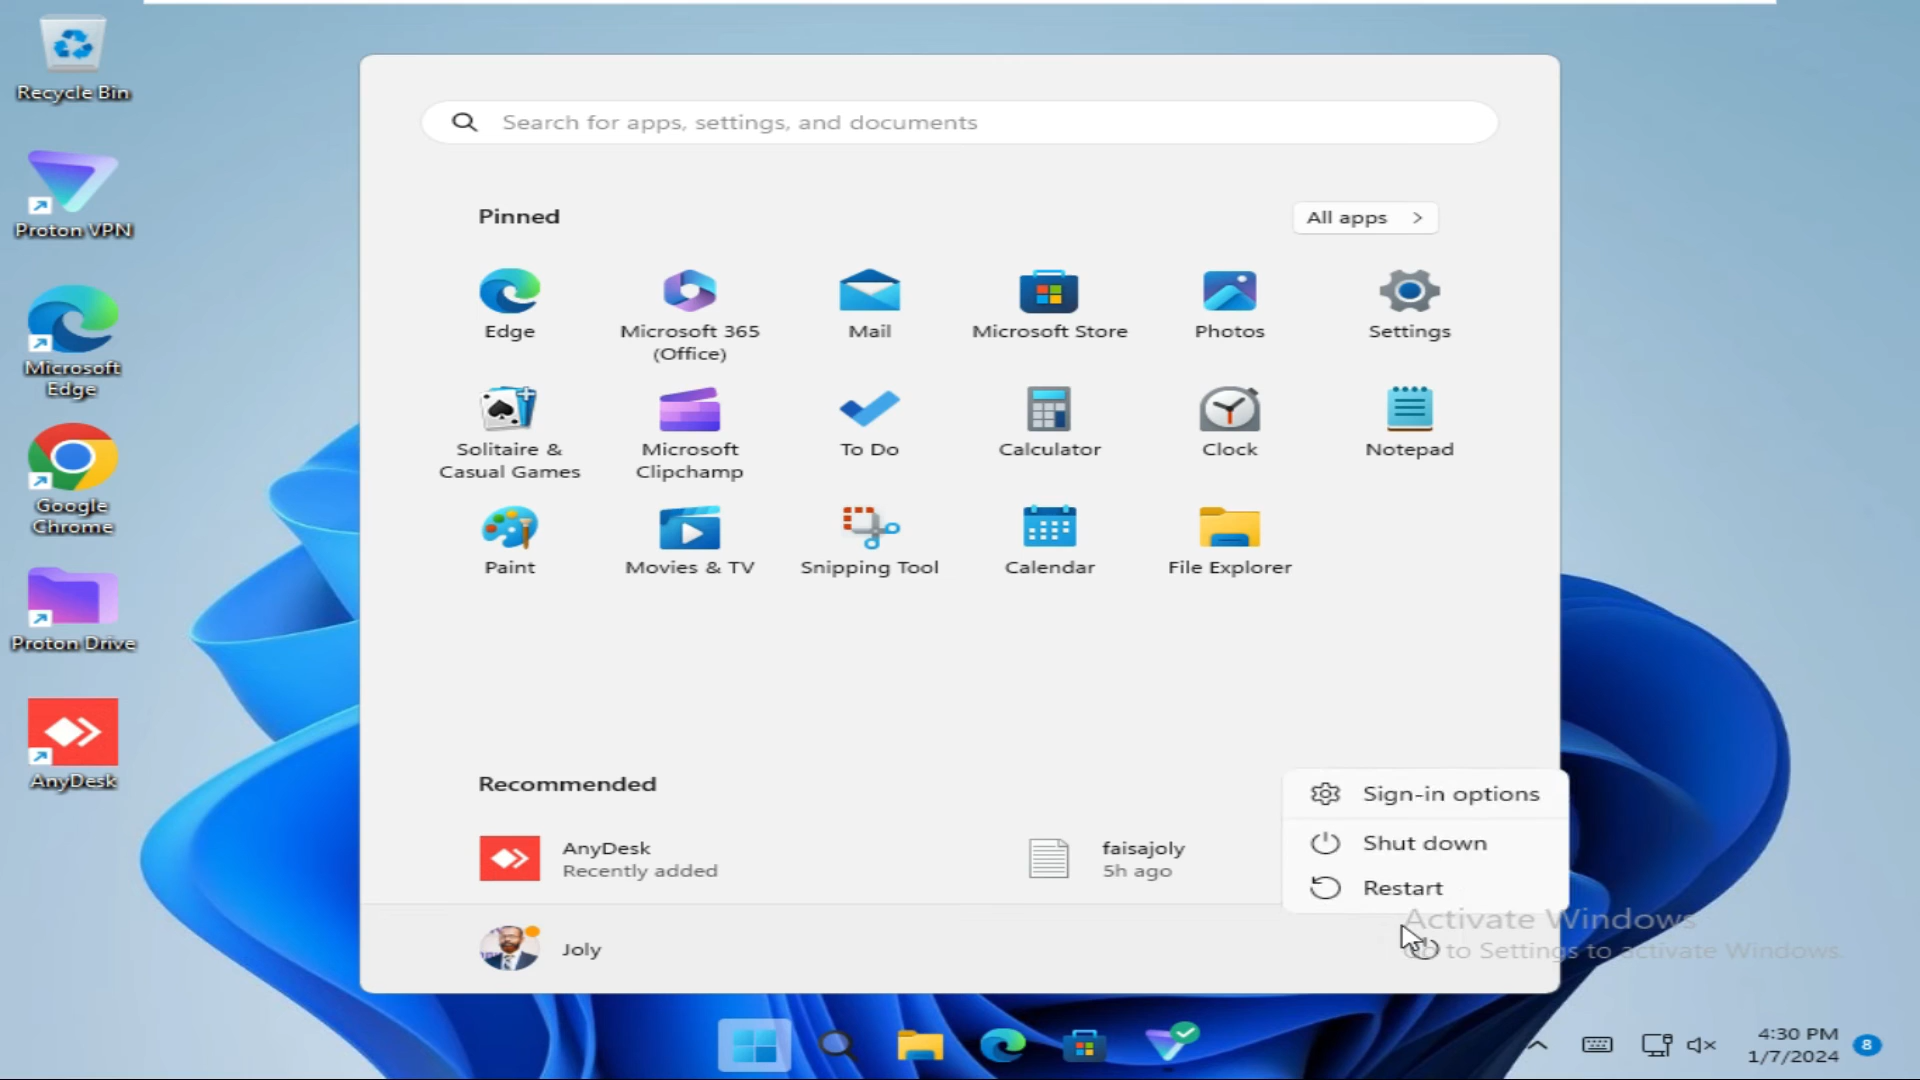 Recycle Bin
Proton VPN
Microsoft
Edge
Google
Chrome
Proton Drive
AnyDesk
Search for apps, settings, and documents
Pinned
All apps
Edge
Microsoft 365
(Office)
Mail
Microsoft Store
Photos
Settings
Solitaire &
Casual Games
Microsoft
Clipchamp
To Do
Calculator
Clock
Notepad
Paint
Movies & TV
Snipping Tool
Calendar
File Explorer
Recommended
AnyDesk
Recently added
faisajoly
5h ago
Sign-in options
Shut down
Restart
Joly
Activate Windows
Go to Settings to activate Windows.
4:30 PM
1/7/2024
8